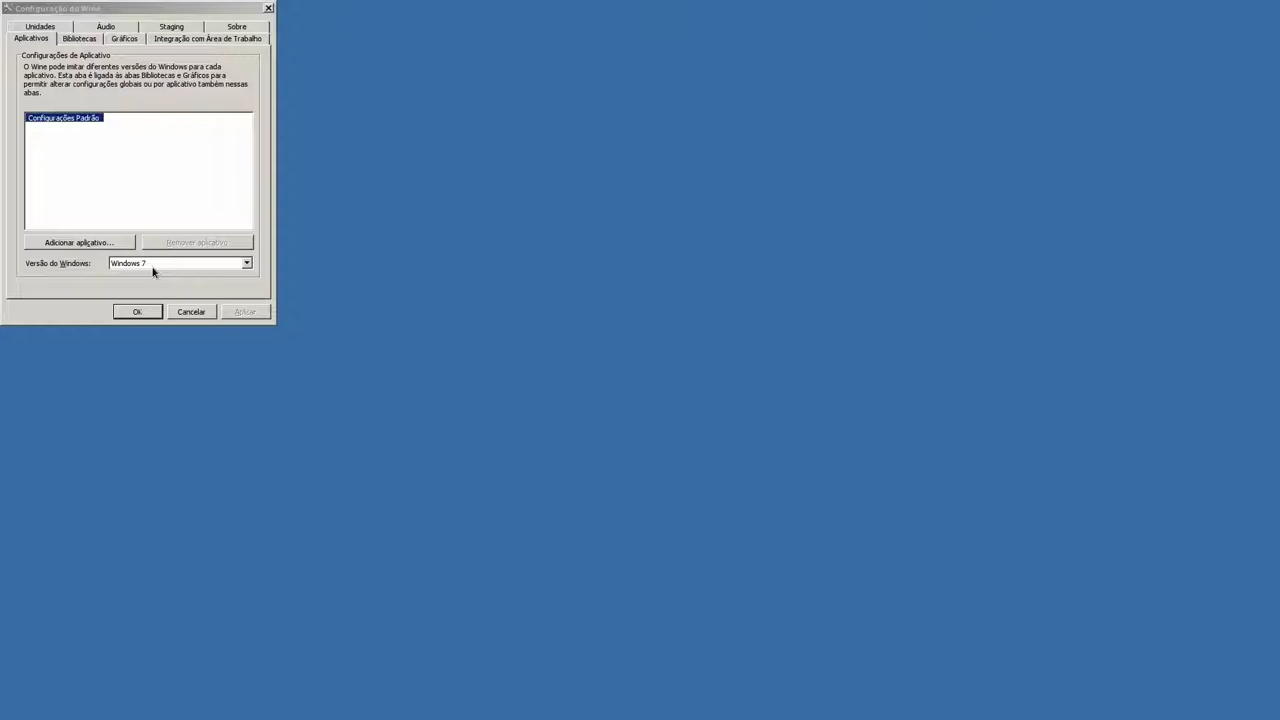 Configuração do Wine
Unidades Áudio Staging Sobre
Aplicativos Bibliotecas Gráficos Integração com Área de Trabalho
Configurações de Aplicativo
O Wine pode imitar diferentes versões do Windows para cada
aplicativo. Esta aba é ligada às abas Bibliotecas e Gráficos para
permitir alterar configurações globais ou por aplicativo também nessas
abas.
Configurações Padrão
Adicionar aplicativo... Remover aplicativo
Versão do Windows: Windows 7
OK Cancelar Aplicar